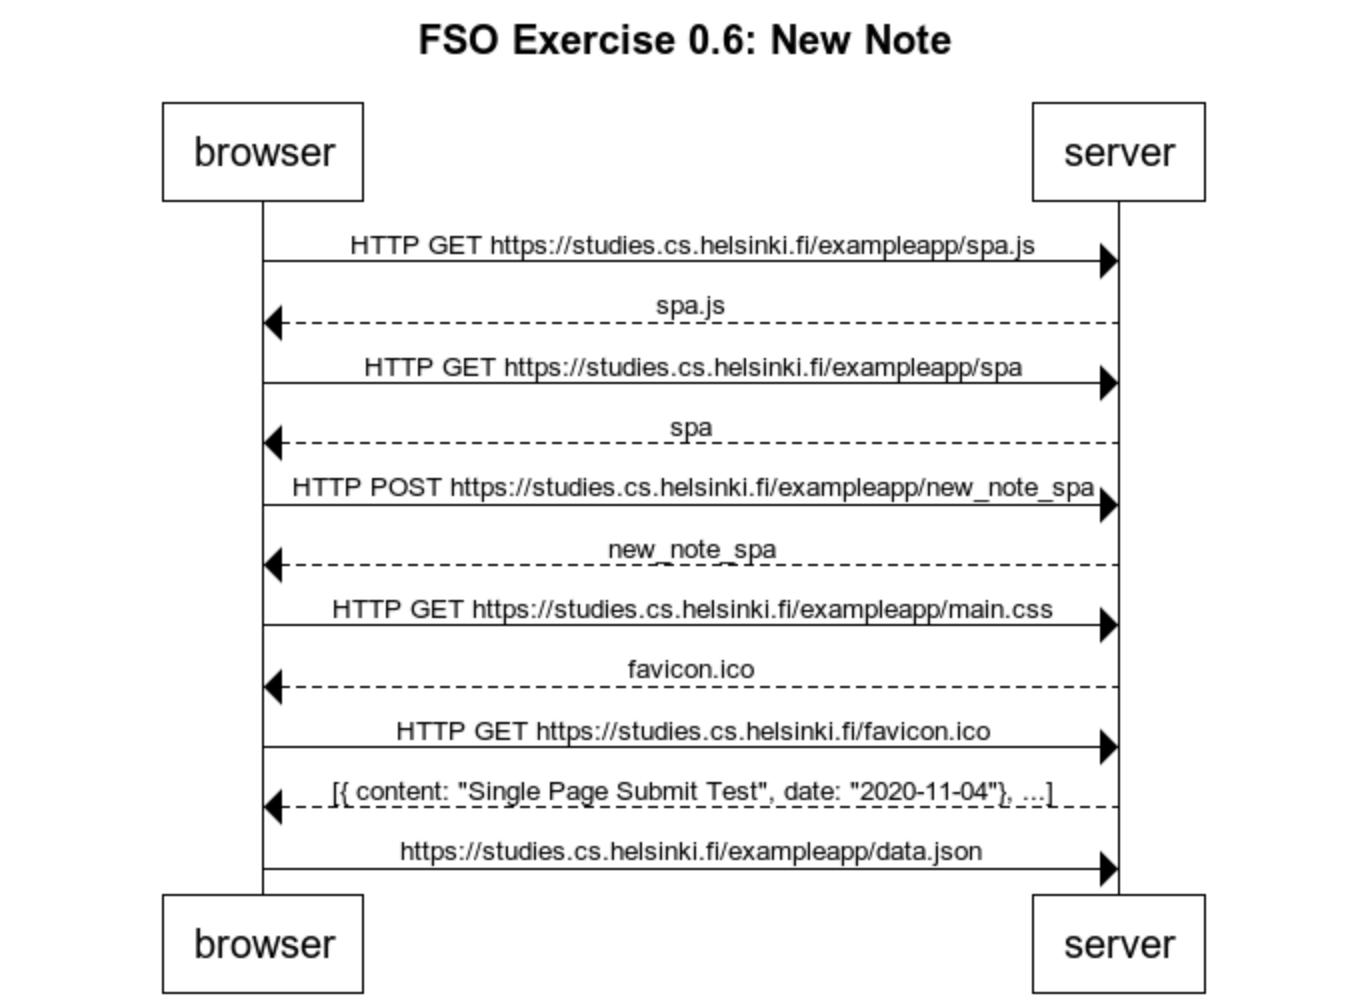 FSO Exercise 0.6: New Note
browser server
HTTP GET https://studies.cs.helsinki.fi/exampleapp/spa.js
spa.js
HTTP GET https://studies.cs.helsinki.fi/exampleapp/spa
spa
HTTP POST https://studies.cs.helsinki.fi/exampleapp/new_note_spa
new_note_spa
HTTP GET https://studies.cs.helsinki.fi/exampleapp/main.css
favicon.ico
HTTP GET https://studies.cs.helsinki.fi/favicon.ico
[{ content: "Single Page Submit Test", date: "2020-11-04"}, ...]
https://studies.cs.helsinki.fi/exampleapp/data.json
browser server